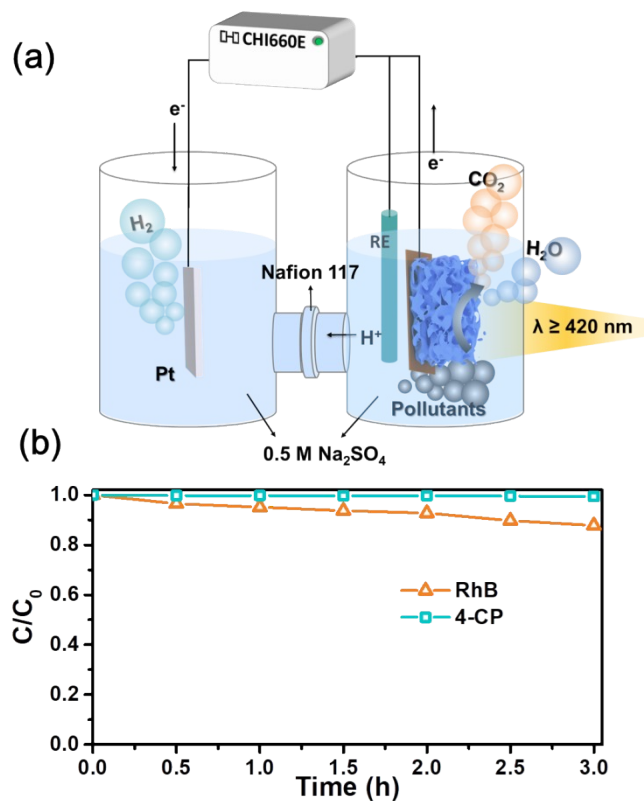 (a)
CHI660E
e⁻
e⁻
CO₂
H₂
H₂O
RE
Nafion 117
H⁺
λ ≥ 420 nm
Pt
Pollutants
0.5 M Na₂SO₄
(b)
1.0
0.8
0.6
0.4
0.2
0.0
C/C₀
RhB
4-CP
0.0 0.5 1.0 1.5 2.0 2.5 3.0
Time (h)